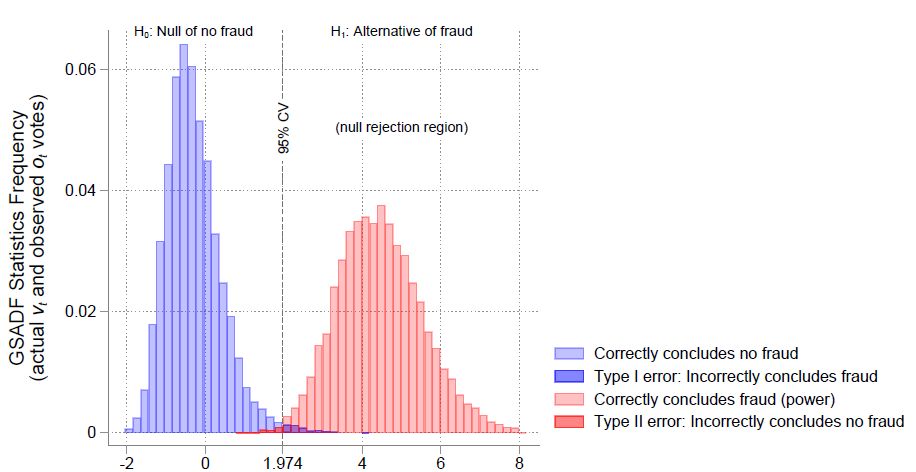 H₀: Null of no fraud
H₁: Alternative of fraud
GSADF Statistics Frequency
(actual vₜ and observed oₜ votes)
0.06
0.04
0.02
0
95% CV
(null rejection region)
-2
0
1.974
4
6
8
Correctly concludes no fraud
Type I error: Incorrectly concludes fraud
Correctly concludes fraud (power)
Type II error: Incorrectly concludes no fraud